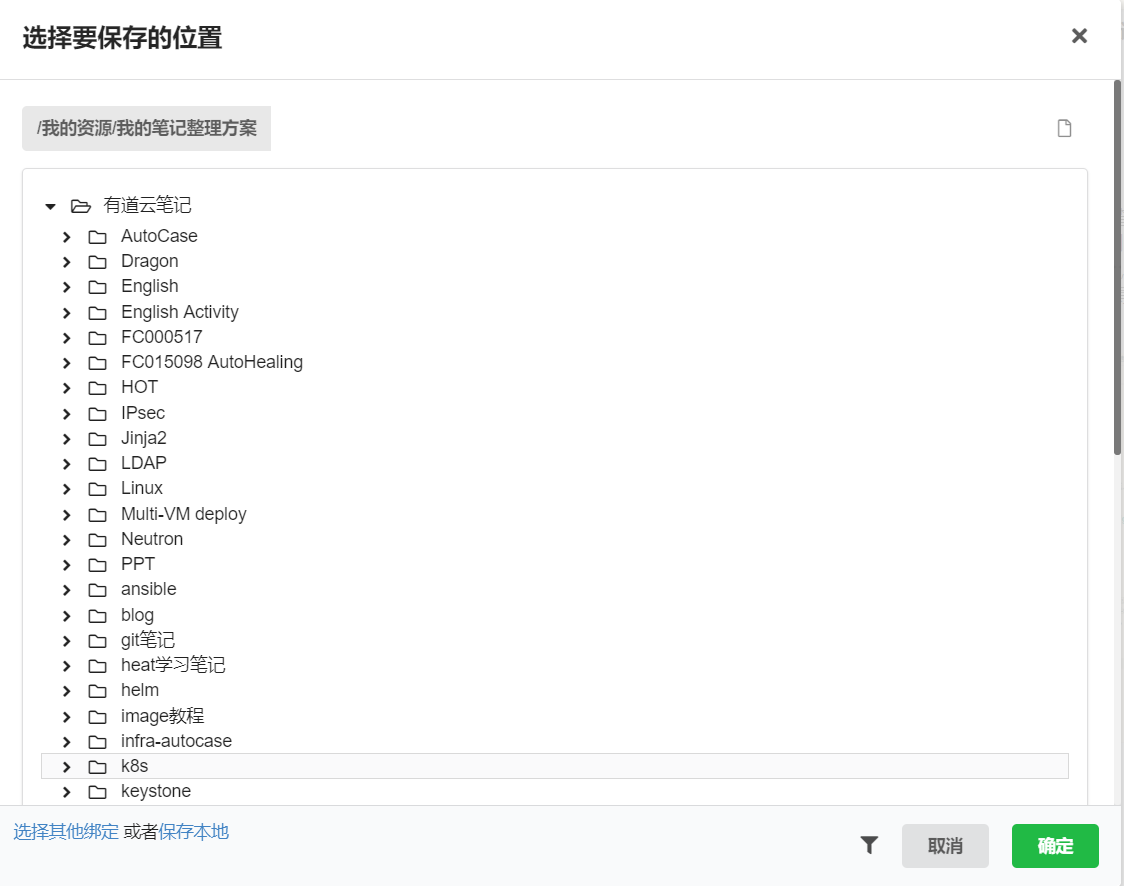 选择要保存的位置
/我的资源/我的笔记整理方案
有道云笔记
AutoCase
Dragon
English
English Activity
FC000517
FC015098 AutoHealing
HOT
IPsec
Jinja2
LDAP
Linux
Multi-VM deploy
Neutron
PPT
ansible
blog
git笔记
heat学习笔记
helm
image教程
infra-autocase
k8s
keystone
选择其他绑定 或者保存本地
取消
确定